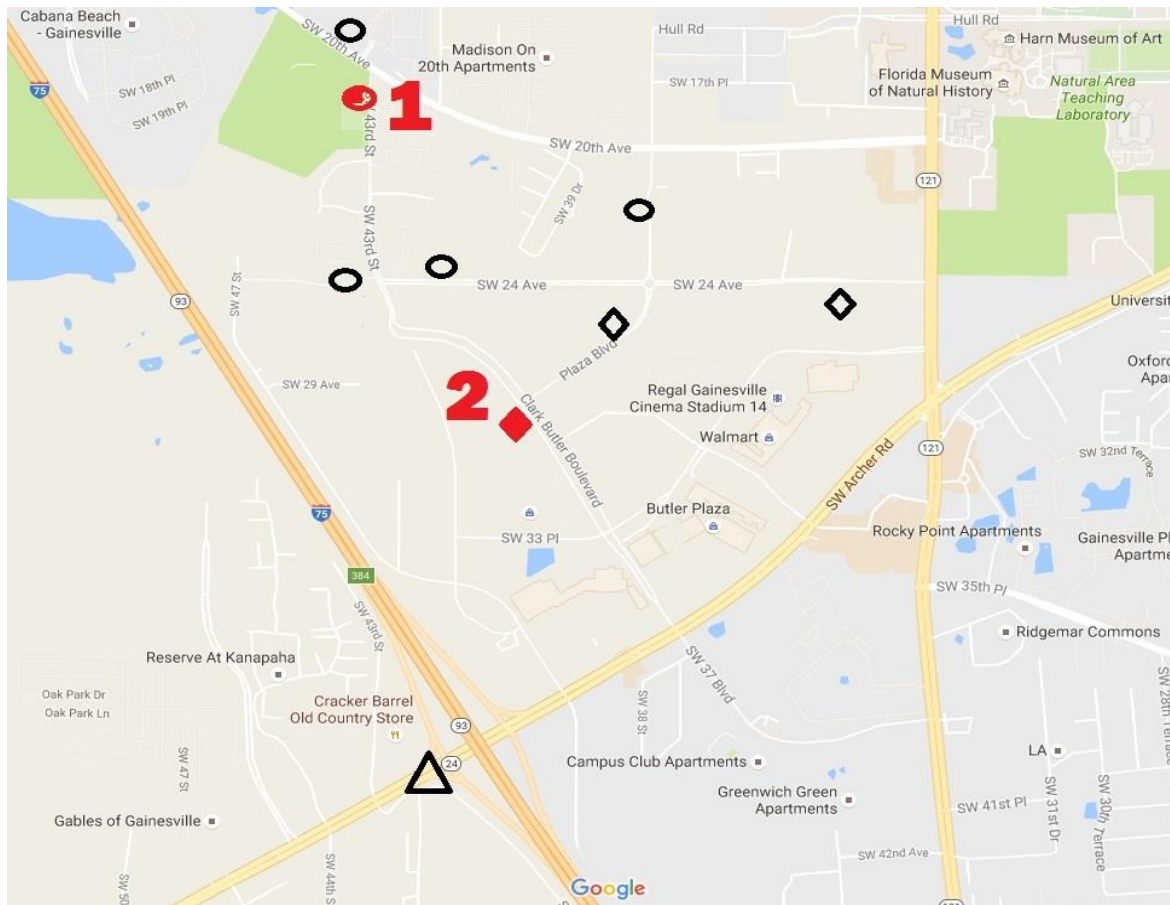 Cabana Beach
- Gainesville
SW 20th Ave
Hull Rd
Hull Rd
Harn Museum of Art
Madison On
20th Apartments
SW 17th Pl
Florida Museum
of Natural History
Natural Area
Teaching
Laboratory
75
SW 18th Pl
SW 19th Pl
1
SW 43rd St
SW 20th Ave
121
SW 39 Dr
SW 43rd St
SW 47 St
93
SW 24 Ave
SW 24 Ave
Universit
Plaza Blvd
Oxfor
Apar
SW 29 Ave
2
Clark Butler Boulevard
Regal Gainesville
Cinema Stadium 14
Walmart
SW Archer Rd
121
SW 32nd Terrace
75
Butler Plaza
SW 33 Pl
Rocky Point Apartments
Gainesville Pl
Apartme
384
SW 35th Pl
SW 43rd St
Ridgemar Commons
Reserve At Kanapaha
SW 37 Blvd
Oak Park Dr
Oak Park Ln
Cracker Barrel
Old Country Store
SW 38 St
SW 28th Terrace
93
24
SW 47 St
Campus Club Apartments
LA
Greenwich Green
Apartments
SW 41st Pl
SW 31st Dr
SW 30th Terrace
Gables of Gainesville
SW 42nd Ave
SW 50
SW 44th S
Google